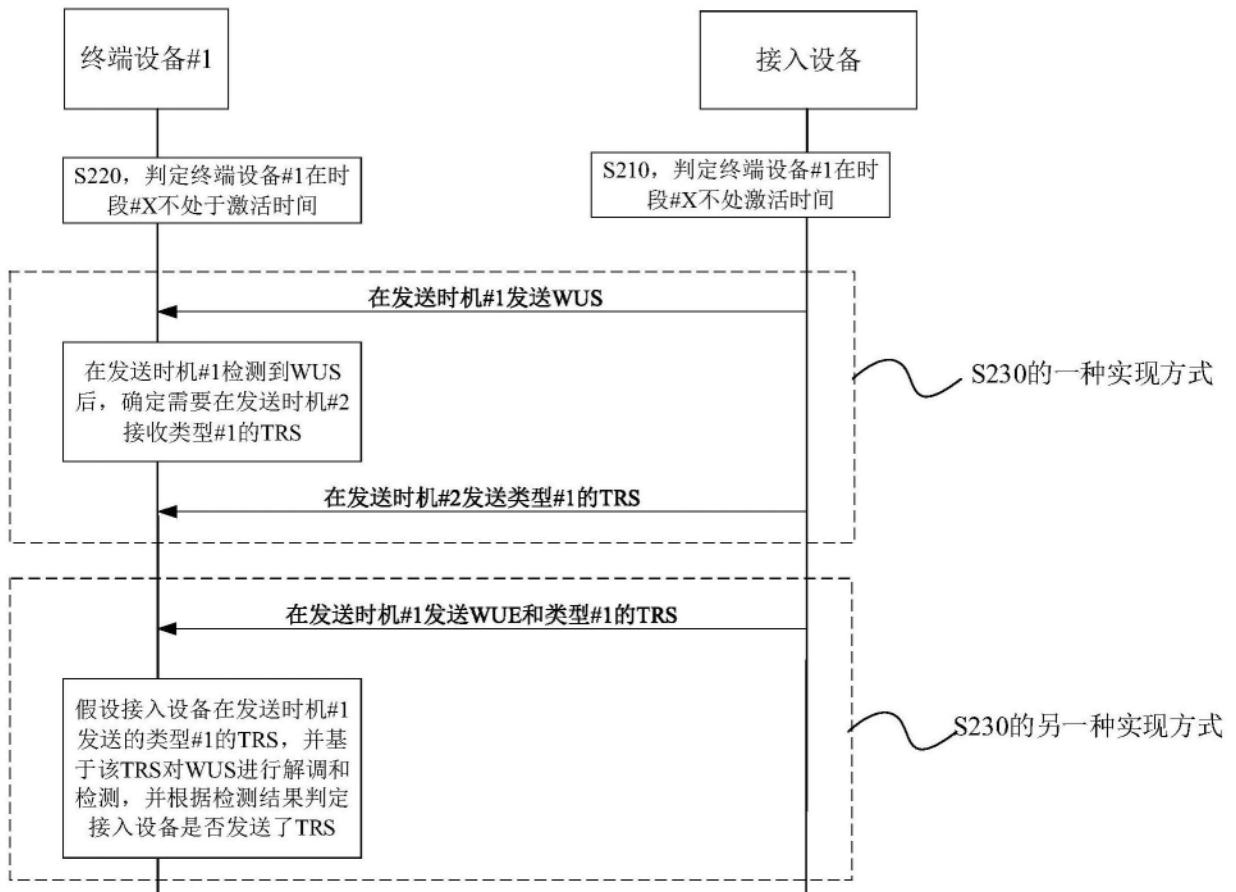 终端设备#1
接入设备
S220，判定终端设备#1在时
段#X不处于激活时间
S210，判定终端设备#1在时
段#X不处激活时间
在发送时机#1发送WUS
在发送时机#1检测到WUS
后，确定需要在发送时机#2
接收类型#1的TRS
S230的一种实现方式
在发送时机#2发送类型#1的TRS
在发送时机#1发送WUE和类型#1的TRS
假设接入设备在发送时机#1
发送的类型#1的TRS，并基
于该TRS对WUS进行解调和
检测，并根据检测结果判定
接入设备是否发送了TRS
S230的另一种实现方式